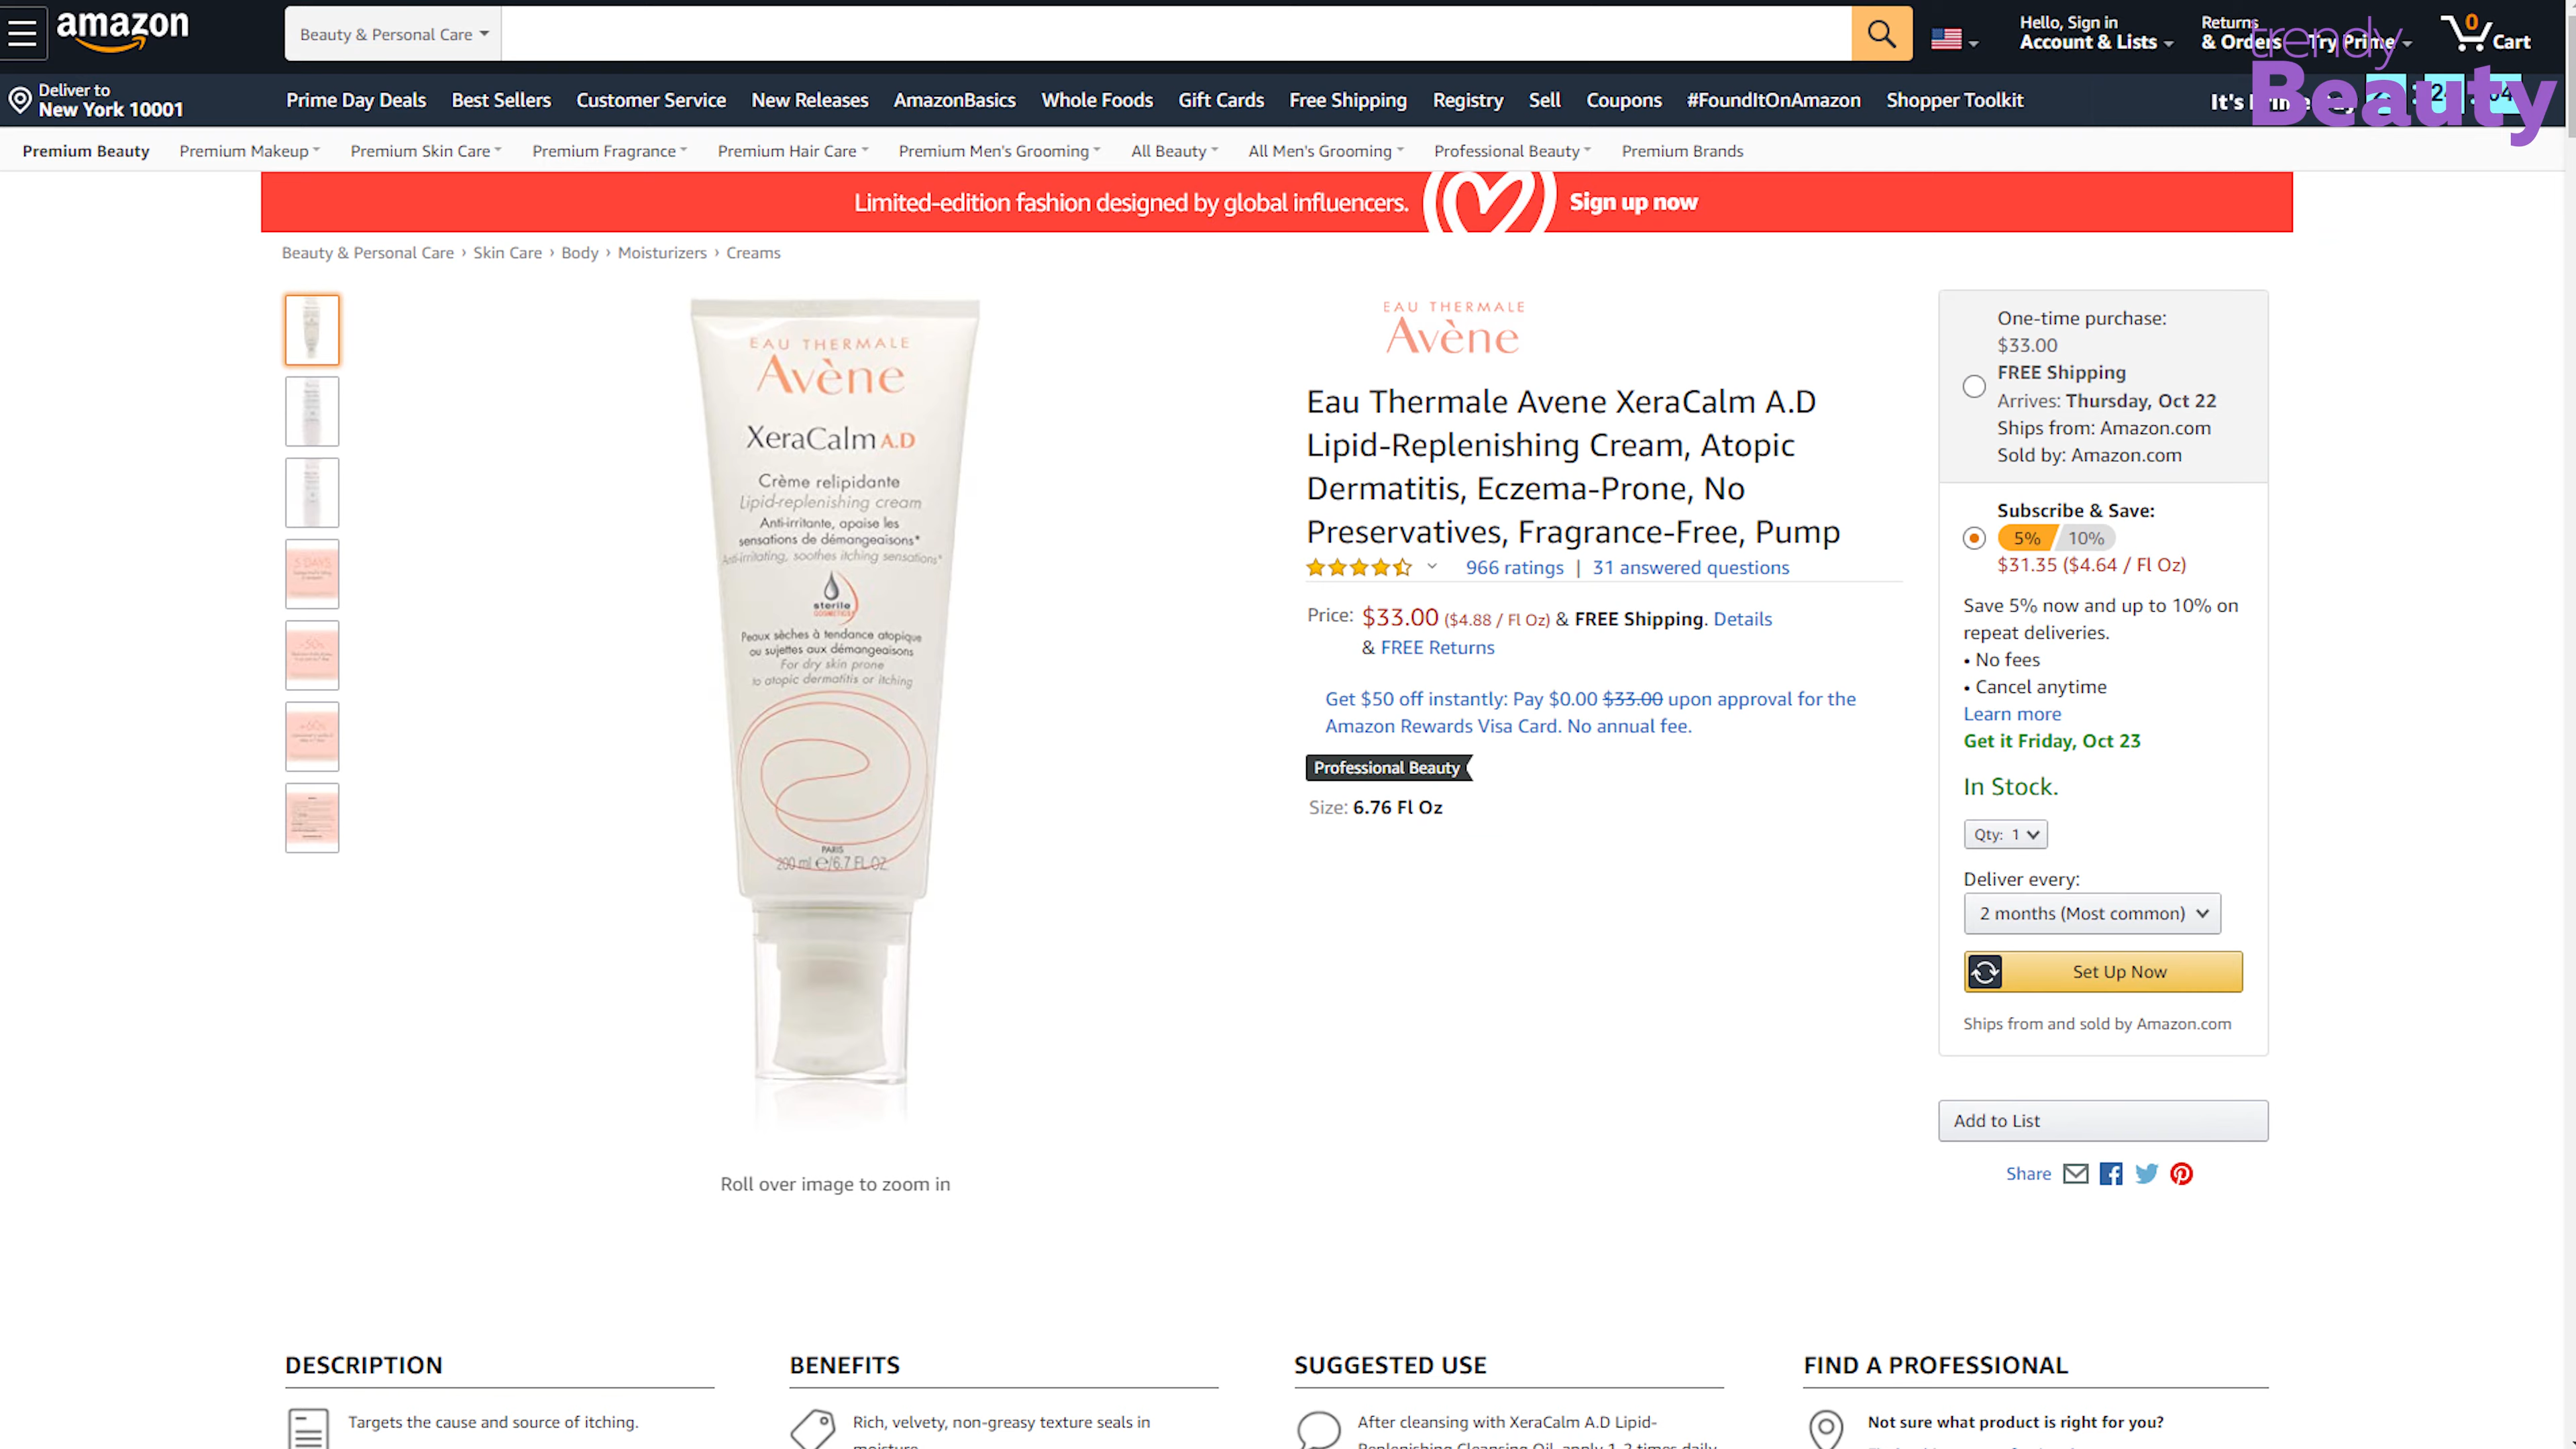 amazon
Beauty & Personal Care
Hello, Sign in
Account & Lists
Returns
& Orders
Try Prime
0
Cart
trendy
Beauty
Deliver to
New York 10001
Prime Day Deals
Best Sellers
Customer Service
New Releases
AmazonBasics
Whole Foods
Gift Cards
Free Shipping
Registry
Sell
Coupons
#FoundItOnAmazon
Shopper Toolkit
It's Prime Day
Premium Beauty
Premium Makeup
Premium Skin Care
Premium Fragrance
Premium Hair Care
Premium Men's Grooming
All Beauty
All Men's Grooming
Professional Beauty
Premium Brands
Limited-edition fashion designed by global influencers. Sign up now
Beauty & Personal Care › Skin Care › Body › Moisturizers › Creams
EAU THERMALE
Avène
XeraCalm A.D
Crème relipidante
Lipid-replenishing cream
Anti-irritante, apaise les
sensations de démangeaisons*
Anti-irritating, soothes itching sensations*
sterile
COSMETICS
Peaux sèches à tendance atopique
ou sujettes aux démangeaisons
For dry skin prone
to atopic dermatitis or itching
PARIS
200 ml e/6.7 FL.OZ.
Roll over image to zoom in
EAU THERMALE
Avène
Eau Thermale Avene XeraCalm A.D
Lipid-Replenishing Cream, Atopic
Dermatitis, Eczema-Prone, No
Preservatives, Fragrance-Free, Pump
966 ratings | 31 answered questions
Price: $33.00 ($4.88 / Fl Oz) & FREE Shipping. Details
& FREE Returns
Get $50 off instantly: Pay $0.00 $33.00 upon approval for the
Amazon Rewards Visa Card. No annual fee.
Professional Beauty
Size: 6.76 Fl Oz
One-time purchase:
$33.00
FREE Shipping
Arrives: Thursday, Oct 22
Ships from: Amazon.com
Sold by: Amazon.com
Subscribe & Save:
5% 10%
$31.35 ($4.64 / Fl Oz)
Save 5% now and up to 10% on
repeat deliveries.
• No fees
• Cancel anytime
Learn more
Get it Friday, Oct 23
In Stock.
Qty: 1
Deliver every:
2 months (Most common)
Set Up Now
Ships from and sold by Amazon.com
Add to List
Share
DESCRIPTION
Targets the cause and source of itching.
BENEFITS
Rich, velvety, non-greasy texture seals in
moisture
SUGGESTED USE
After cleansing with XeraCalm A.D Lipid-
Replenishing Cleansing Oil, apply 1-2 times daily
FIND A PROFESSIONAL
Not sure what product is right for you?